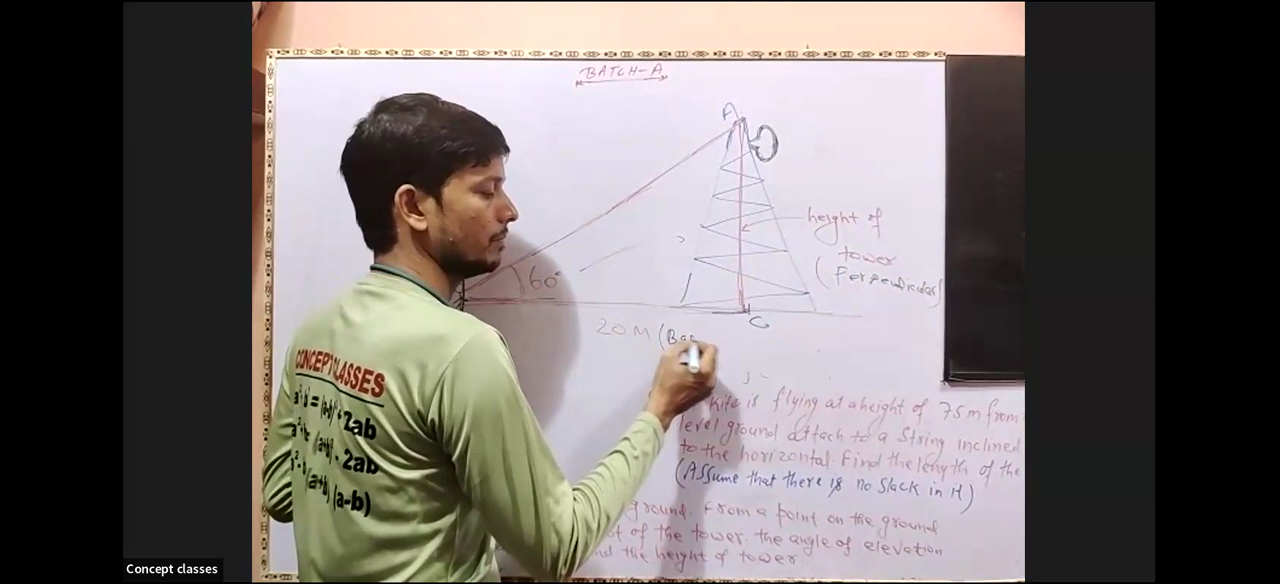 BATCH-A
A
60°
height of
tower
(Perpendicular)
C
20 M (Bas
kite is flying at a height of 75 m from
level ground attach to a String inclined
to the horizontal. Find the length of the
(Assume that there is no slack in it)
ground. From a point on the ground
of the tower. the angle of elevation
the height of tower.
CONCEPT CLASSES
2ab
2ab
(a+b) (a-b)
Concept classes